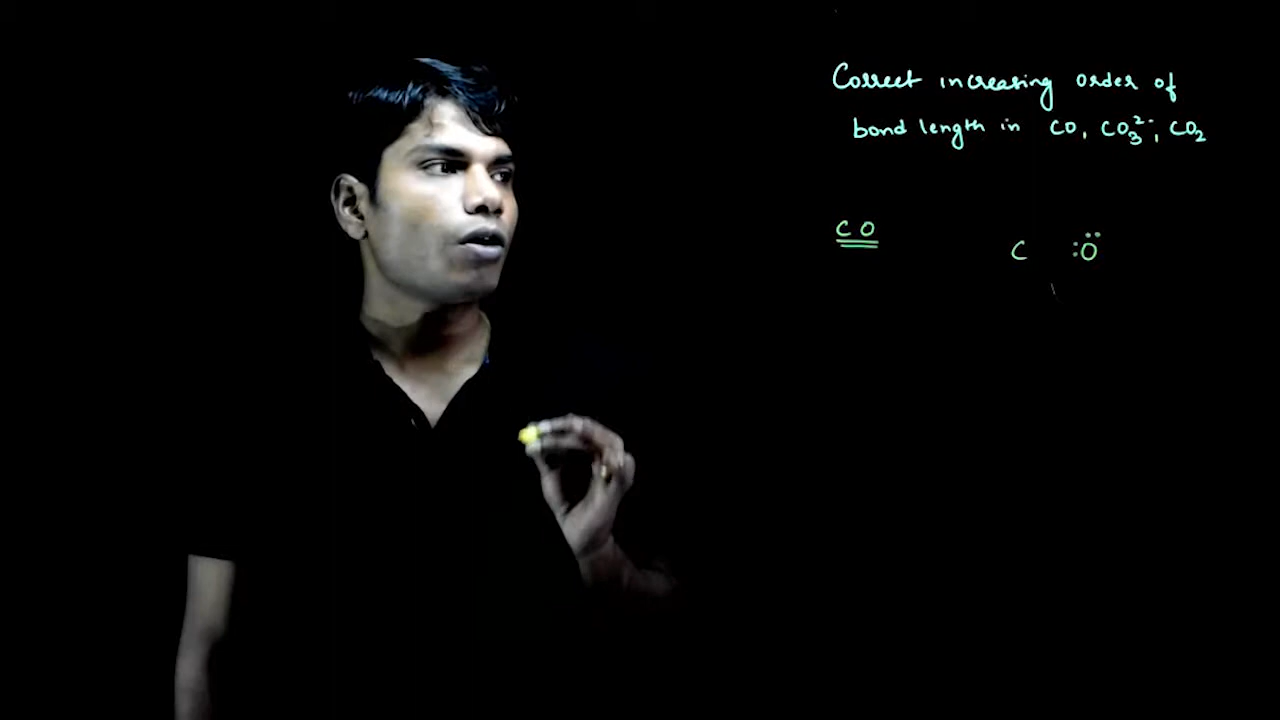 Correct increasing order of
bond length in CO, CO₃²⁻, CO₂
CO
C :Ö